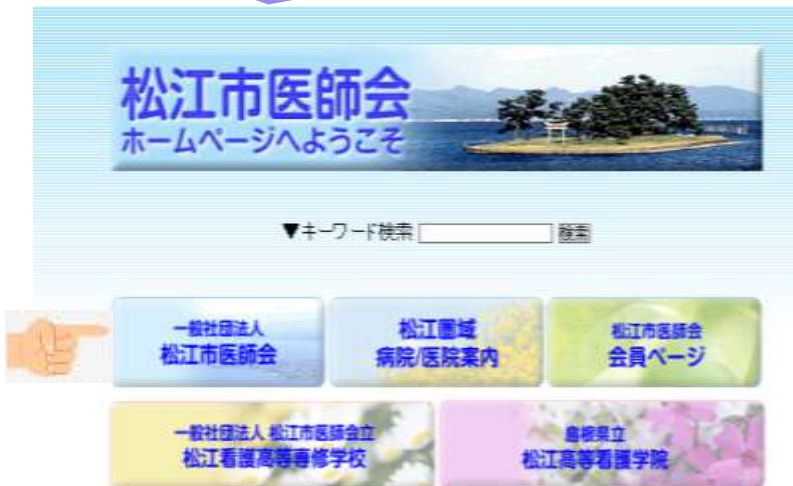 松江市医師会
ホームページへようこそ
▼キーワード検索
検索
一般社団法人
松江市医師会
松江圏域
病院/医院案内
松江市医師会
会員ページ
一般社団法人 松江市医師会立
松江看護高等専修学校
島根県立
松江高等看護学院